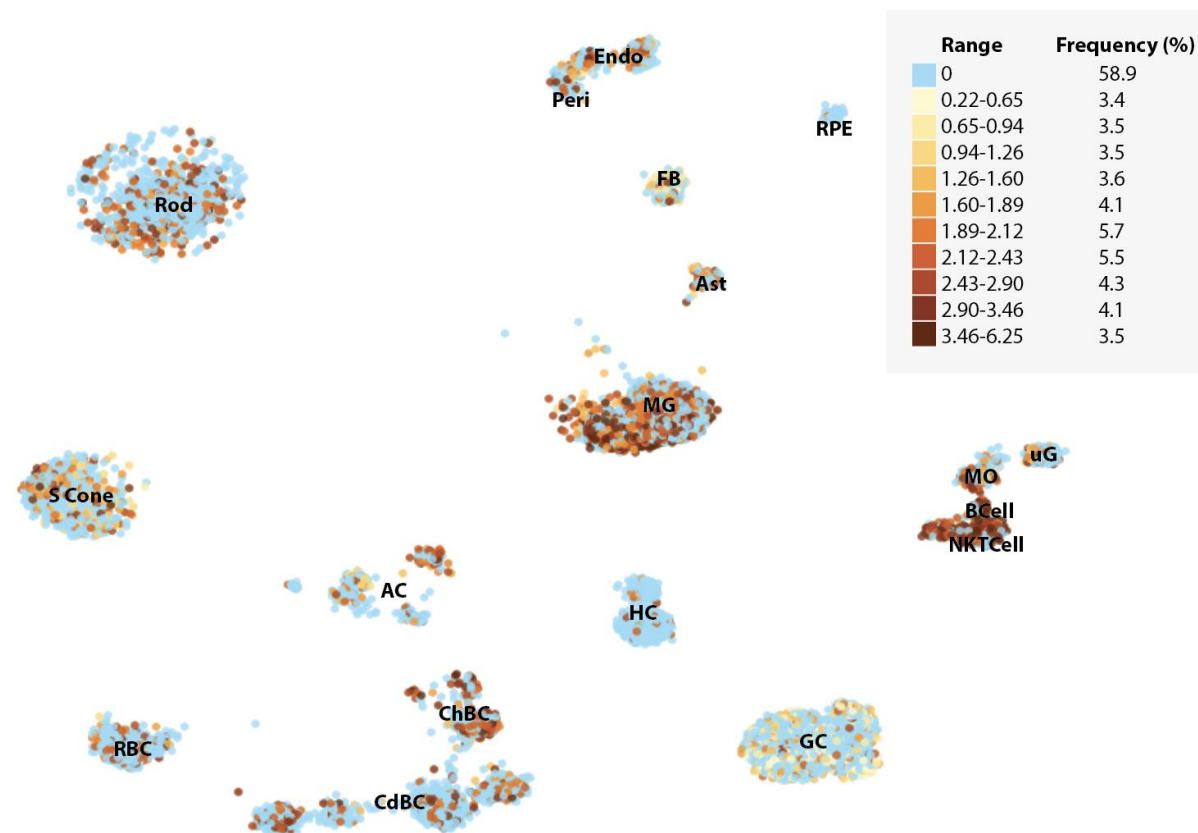 Range Frequency (%)
0 58.9
0.22-0.65 3.4
0.65-0.94 3.5
0.94-1.26 3.5
1.26-1.60 3.6
1.60-1.89 4.1
1.89-2.12 5.7
2.12-2.43 5.5
2.43-2.90 4.3
2.90-3.46 4.1
3.46-6.25 3.5
Endo
Peri
RPE
FB
Rod
Ast
MG
uG
MO
S Cone
BCell
NKTCell
AC
HC
ChBC
GC
RBC
CdBC